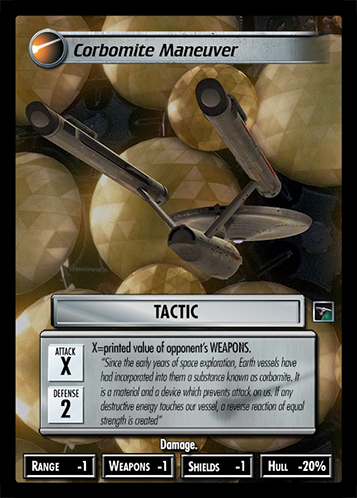 Corbomite Maneuver
TACTIC
ATTACK
X
DEFENSE
2
X=printed value of opponent's WEAPONS.
"Since the early years of space exploration, Earth vessels have
had incorporated into them a substance known as corbomite. It
is a material and a device which prevents attack on us. If any
destructive energy touches our vessel, a reverse reaction of equal
strength is created"
Damage.
RANGE -1
WEAPONS -1
SHIELDS -1
HULL -20%